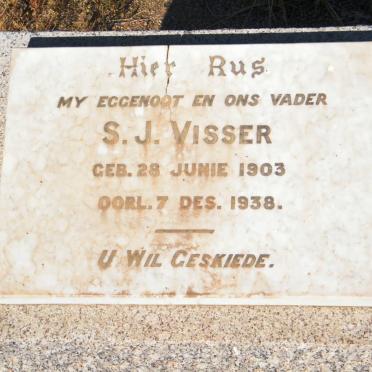 Hier Rus
MY EGGENOOT EN ONS VADER
S. J. VISSER
GEB. 28 JUNIE 1903
OORL. 7 DES. 1938.
U WIL GESKIEDE.